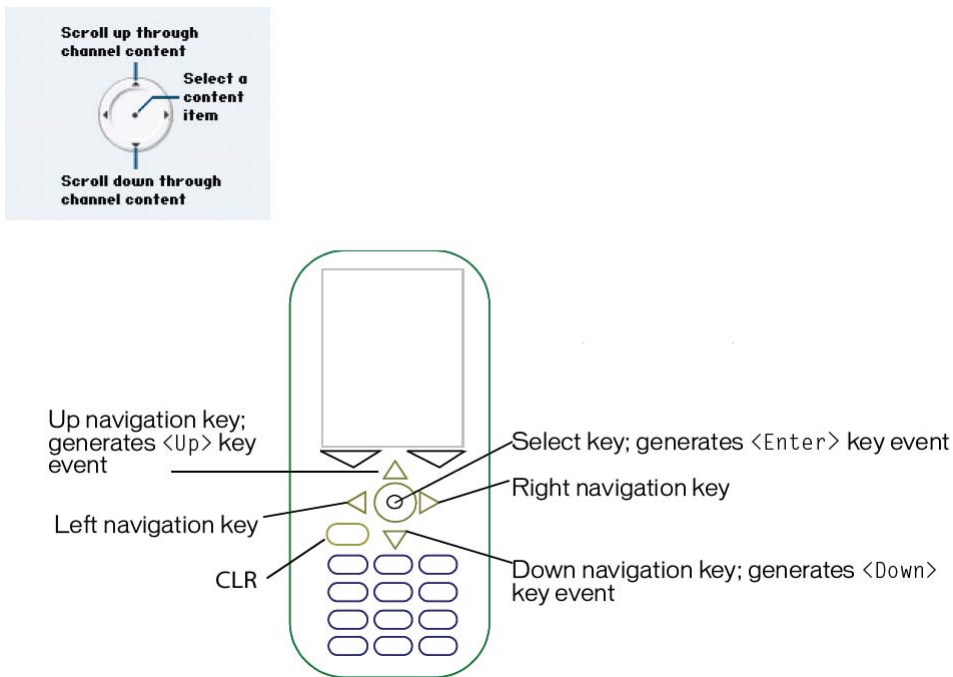 Scroll up through
channel content
Select a
content
item
Scroll down through
channel content
Up navigation key;
generates <Up> key
event
Select key; generates <Enter> key event
Right navigation key
Left navigation key
CLR
Down navigation key; generates <Down>
key event